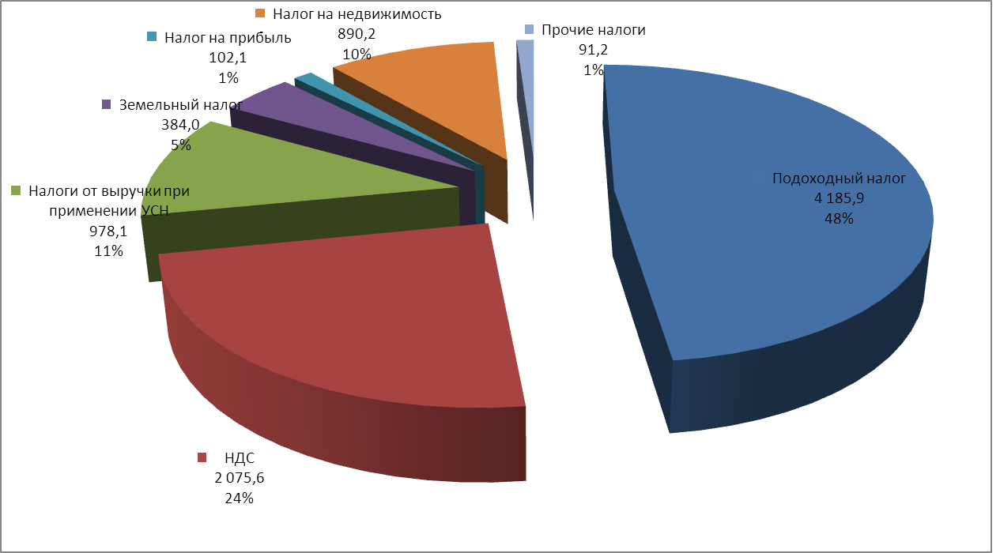 Налог на недвижимость
890,2
10%
Прочие налоги
91,2
1%
Налог на прибыль
102,1
1%
Земельный налог
384,0
5%
Подоходный налог
4 185,9
48%
Налоги от выручки при
применении УСН
978,1
11%
НДС
2 075,6
24%